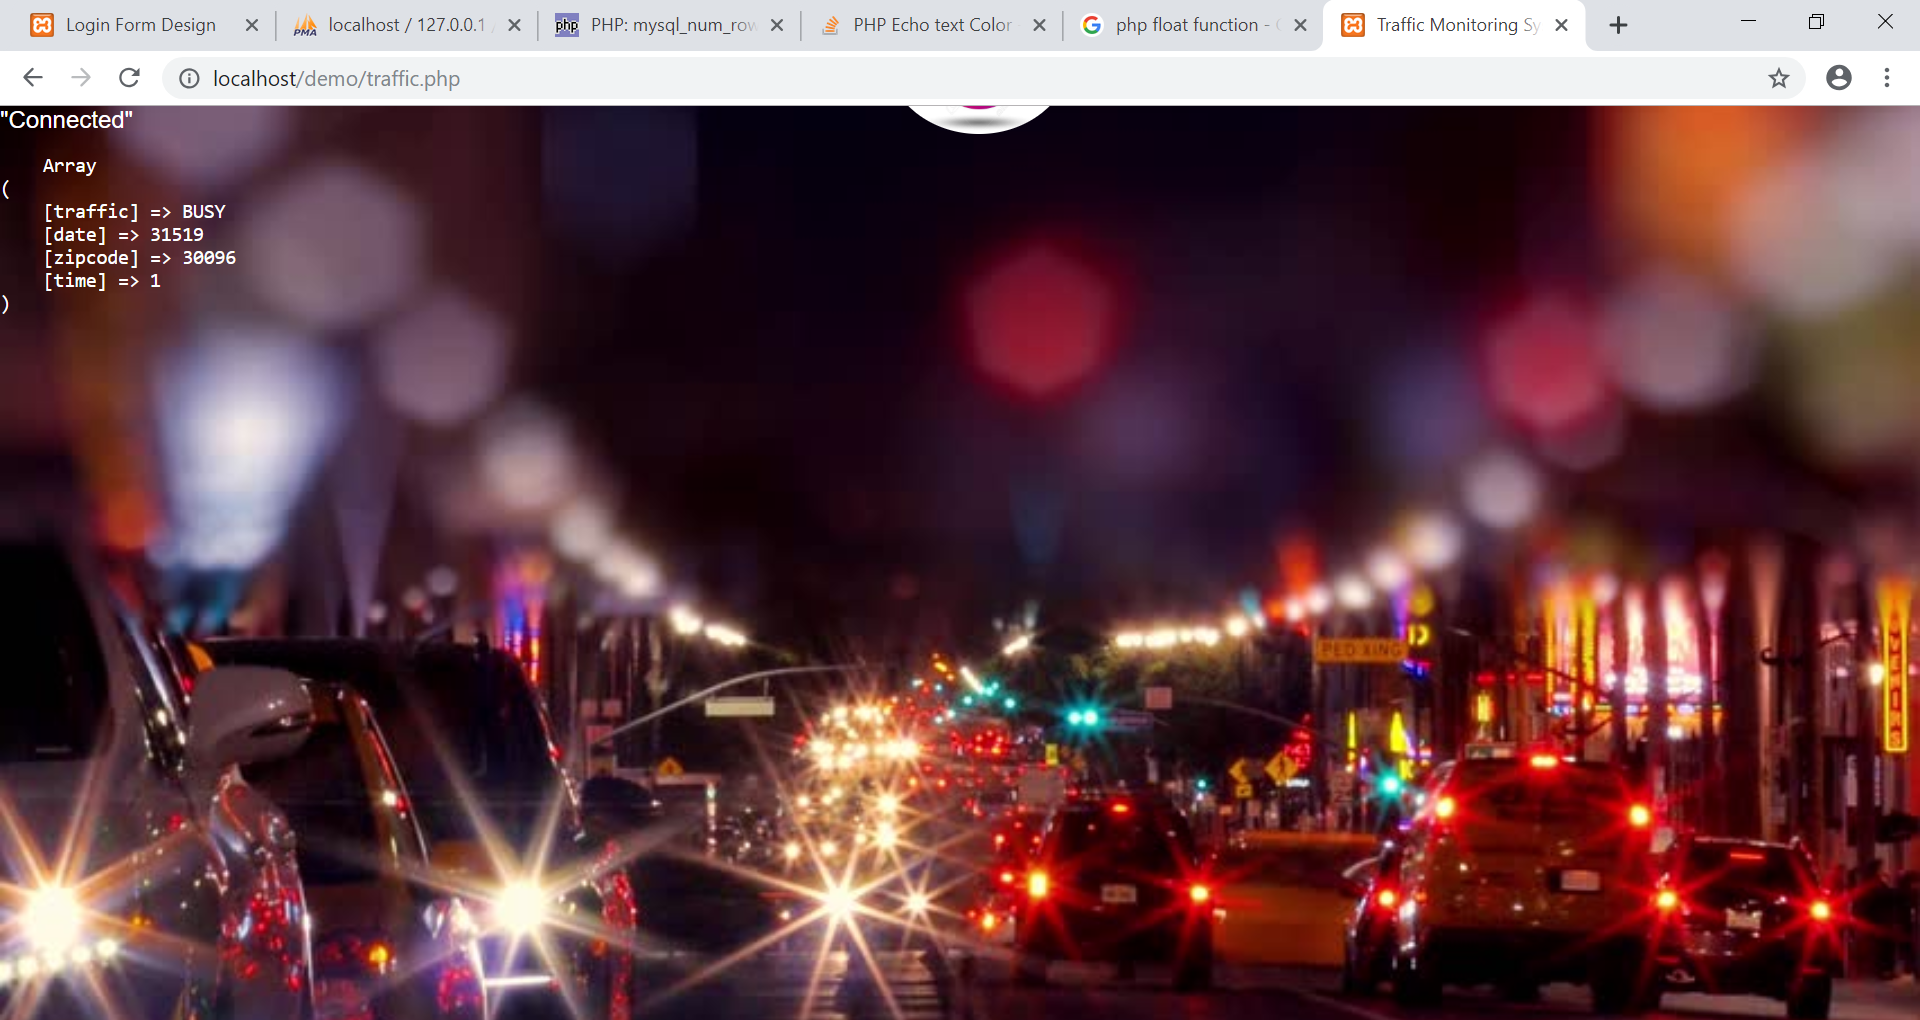 Login Form Design
localhost / 127.0.0.1 /
PHP: mysql_num_row
PHP Echo text Color
php float function -
Traffic Monitoring Sy
localhost/demo/traffic.php
"Connected"
Array
(
[traffic] => BUSY
[date] => 31519
[zipcode] => 30096
[time] => 1
)
PED XING